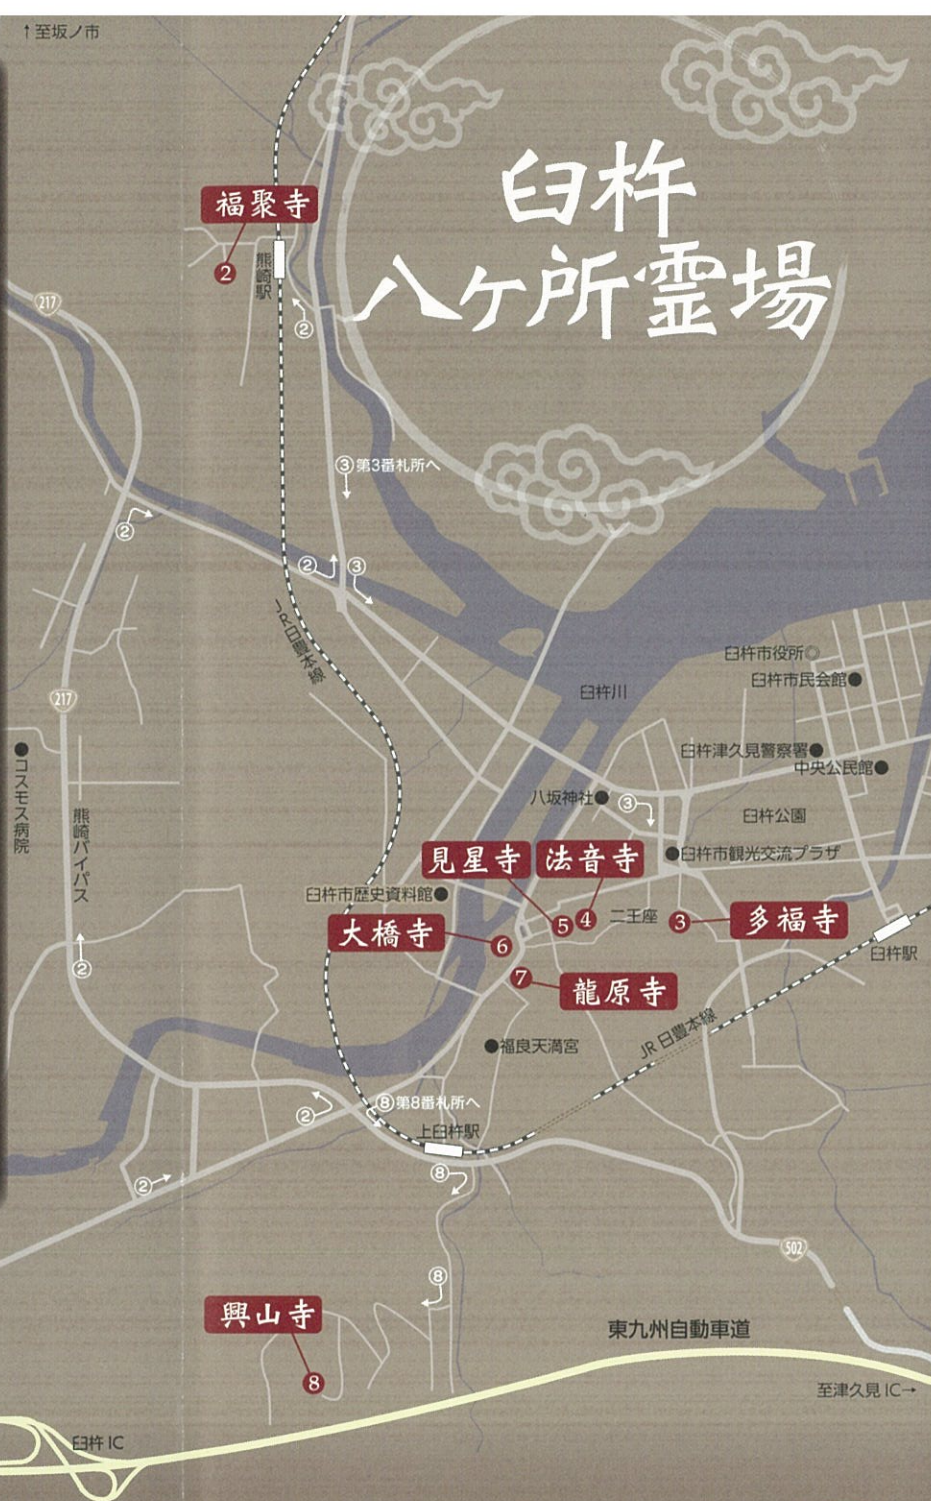 ↑至坂ノ市
臼杵
八ヶ所霊場
福聚寺
2
熊崎駅
②
217
③第3番札所へ
②
②
③
JR日豊本線
臼杵市役所◎
臼杵市民会館●
臼杵川
217
臼杵津久見警察署●
中央公民館●
●コスモス病院
八坂神社●
③
臼杵公園
熊崎バイパス
見星寺
法音寺
●臼杵市観光交流プラザ
臼杵市歴史資料館●
大橋寺
6
5
4
二王座
3
多福寺
臼杵駅
②
7
龍原寺
JR日豊本線
●福良天満宮
②
⑧第8番札所へ
上臼杵駅
②
⑧
502
⑧
興山寺
8
東九州自動車道
至津久見IC→
臼杵IC